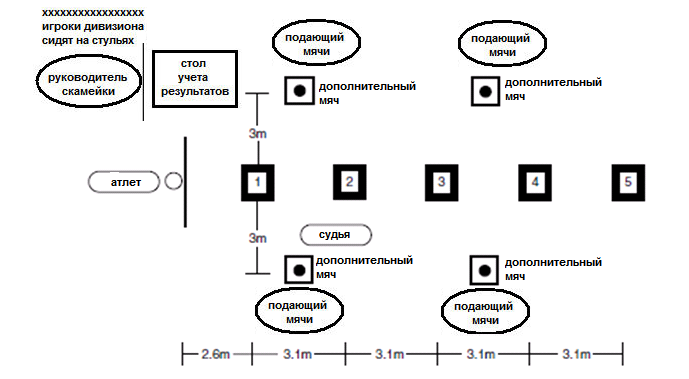 xxxxxxxxxxxxxxxxx
игроки дивизиона
сидят на стульях
руководитель
скамейки
стол
учета
результатов
подающий
мячи
подающий
мячи
дополнительный
мяч
дополнительный
мяч
3m
атлет
1
2
3
4
5
3m
судья
дополнительный
мяч
дополнительный
мяч
подающий
мячи
подающий
мячи
2.6m
3.1m
3.1m
3.1m
3.1m